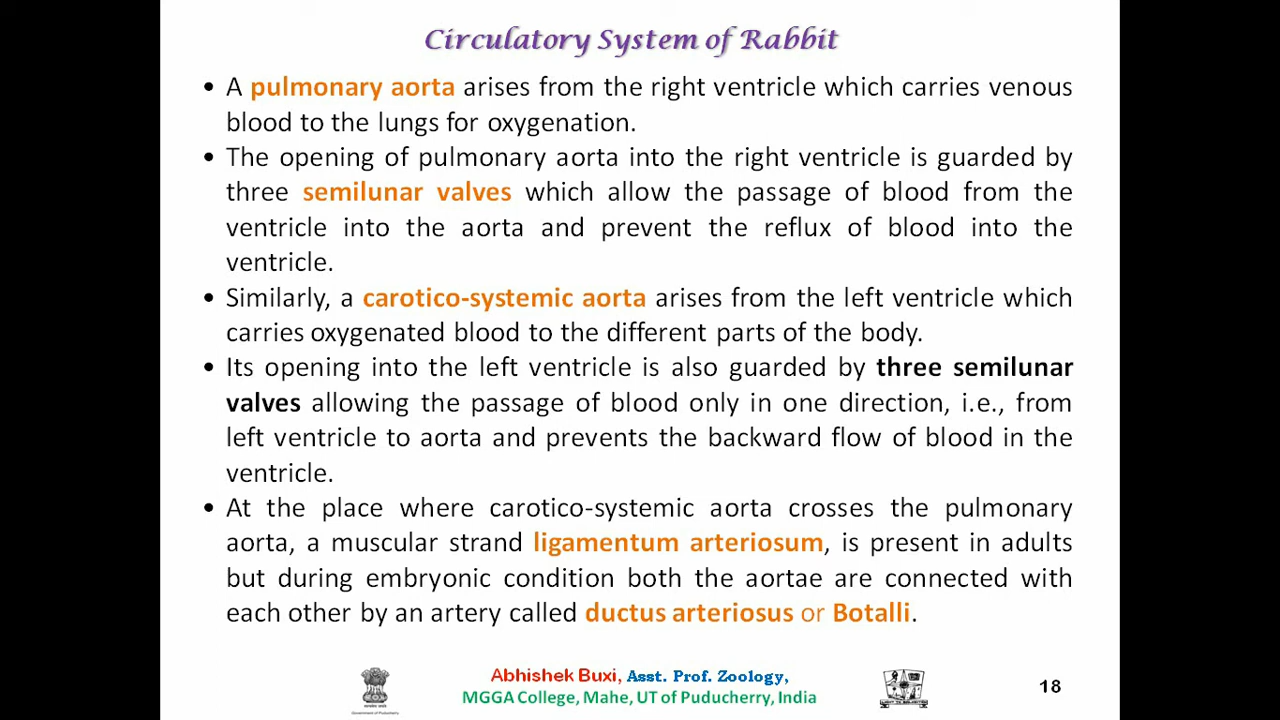 Circulatory System of Rabbit
• A pulmonary aorta arises from the right ventricle which carries venous
blood to the lungs for oxygenation.
• The opening of pulmonary aorta into the right ventricle is guarded by
three semilunar valves which allow the passage of blood from the
ventricle into the aorta and prevent the reflux of blood into the
ventricle.
• Similarly, a carotico-systemic aorta arises from the left ventricle which
carries oxygenated blood to the different parts of the body.
• Its opening into the left ventricle is also guarded by three semilunar
valves allowing the passage of blood only in one direction, i.e., from
left ventricle to aorta and prevents the backward flow of blood in the
ventricle.
• At the place where carotico-systemic aorta crosses the pulmonary
aorta, a muscular strand ligamentum arteriosum, is present in adults
but during embryonic condition both the aortae are connected with
each other by an artery called ductus arteriosus or Botalli.
Abhishek Buxi, Asst. Prof. Zoology,
MGGA College, Mahe, UT of Puducherry, India
Government of Puducherry
18